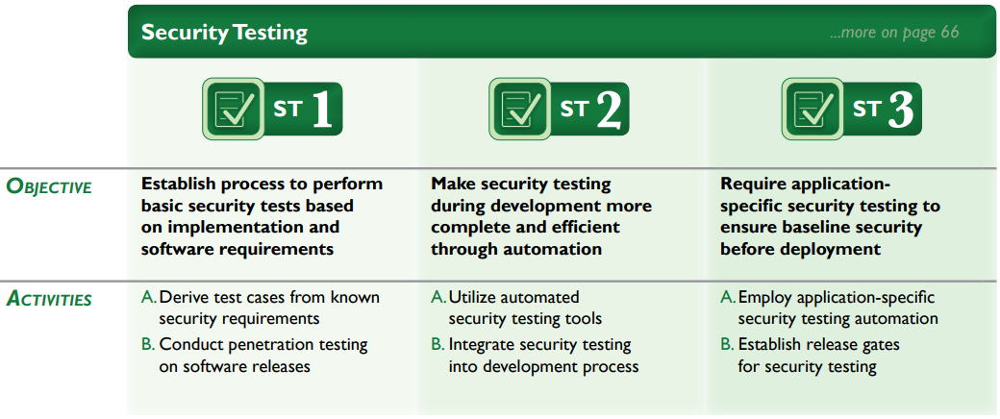 Security Testing ...more on page 66
ST 1 ST 2 ST 3
OBJECTIVE
Establish process to perform
basic security tests based
on implementation and
software requirements
Make security testing
during development more
complete and efficient
through automation
Require application-
specific security testing to
ensure baseline security
before deployment
ACTIVITIES
A. Derive test cases from known
security requirements
B. Conduct penetration testing
on software releases
A. Utilize automated
security testing tools
B. Integrate security testing
into development process
A. Employ application-specific
security testing automation
B. Establish release gates
for security testing